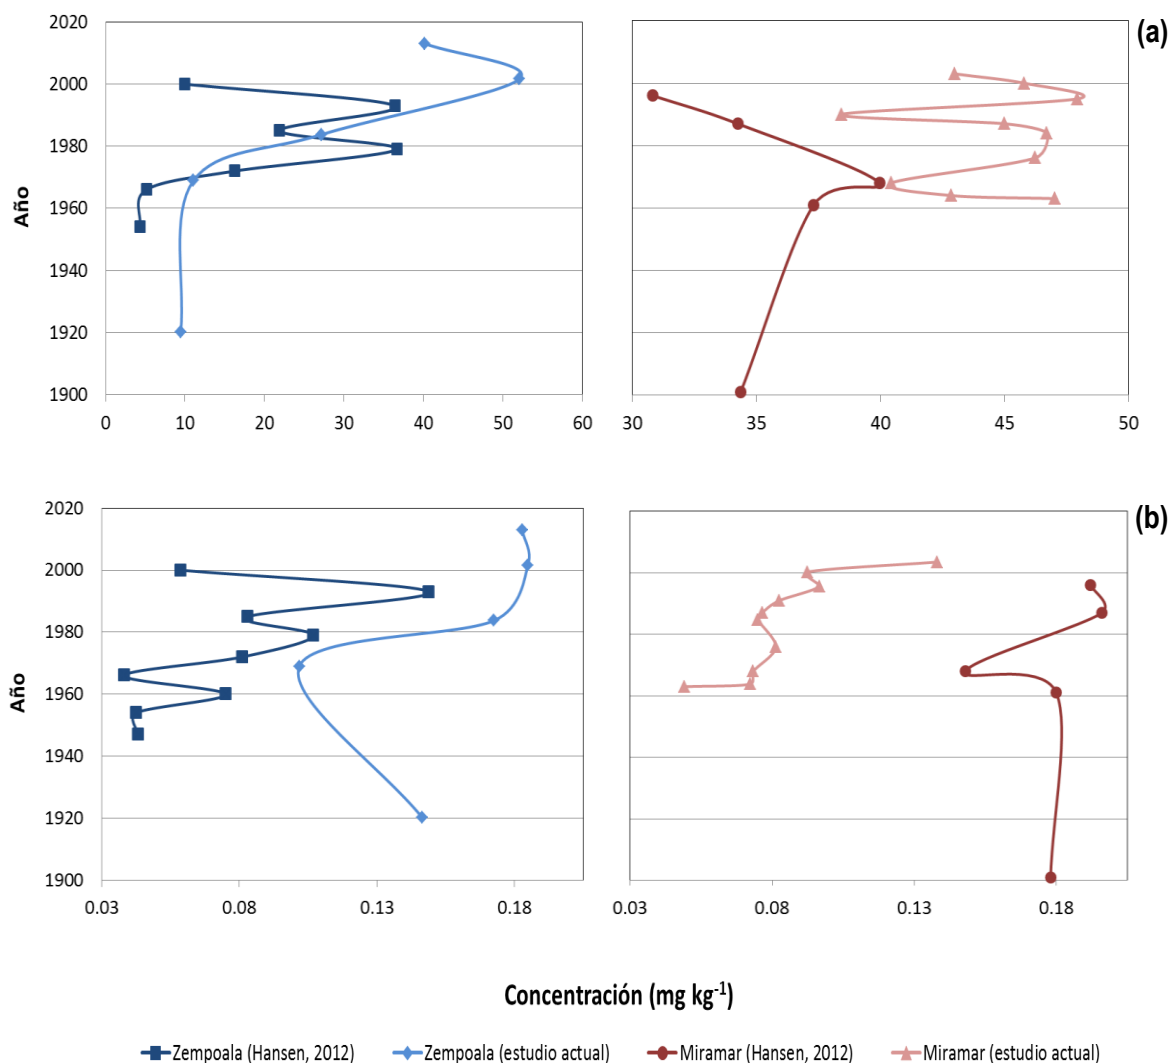 (a)
2020
2000
1980
1960
1940
1920
1900
Año
0 10 20 30 40 50 60
30 35 40 45 50
(b)
2020
2000
1980
1960
1940
1920
1900
Año
0.03 0.08 0.13 0.18
0.03 0.08 0.13 0.18
Concentración (mg kg⁻¹)
Zempoala (Hansen, 2012) Zempoala (estudio actual) Miramar (Hansen, 2012) Miramar (estudio actual)